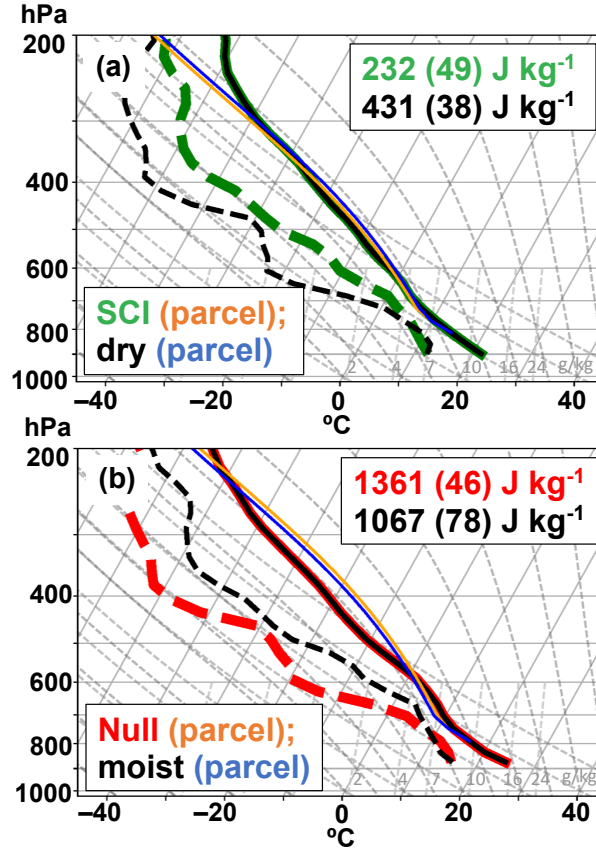 hPa
200
(a)
232 (49) J kg⁻¹
431 (38) J kg⁻¹
400
600
SCI (parcel);
dry (parcel)
800
2 4 7 10 16 24 g/kg
1000
−40 −20 0 20 40
ºC
hPa
200
(b)
1361 (46) J kg⁻¹
1067 (78) J kg⁻¹
400
600
Null (parcel);
moist (parcel)
800
2 4 7 10 16 24 g/kg
1000
−40 −20 0 20 40
ºC